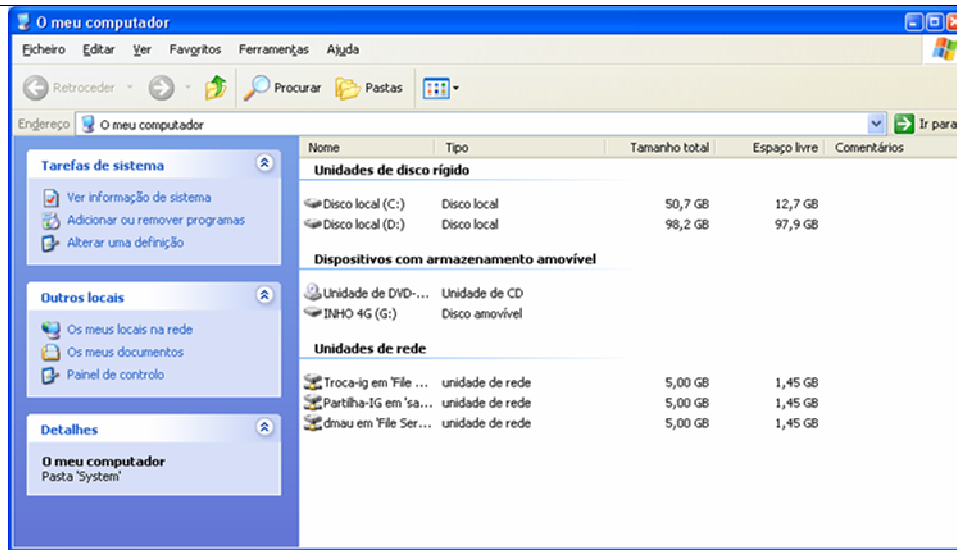 O meu computador
Ficheiro Editar Ver Favoritos Ferramentas Ajuda
Retroceder Procurar Pastas
Endereço O meu computador Ir para
Tarefas de sistema
Ver informação de sistema
Adicionar ou remover programas
Alterar uma definição
Outros locais
Os meus locais na rede
Os meus documentos
Painel de controlo
Detalhes
O meu computador
Pasta 'System'
Nome Tipo Tamanho total Espaço livre Comentários
Unidades de disco rígido
Disco local (C:) Disco local 50,7 GB 12,7 GB
Disco local (D:) Disco local 98,2 GB 97,9 GB
Dispositivos com armazenamento amovível
Unidade de DVD-... Unidade de CD
INHO 4G (G:) Disco amovível
Unidades de rede
Troca-ig em 'File ... unidade de rede 5,00 GB 1,45 GB
Partilha-IG em 'sa... unidade de rede 5,00 GB 1,45 GB
dmau em 'File Ser... unidade de rede 5,00 GB 1,45 GB